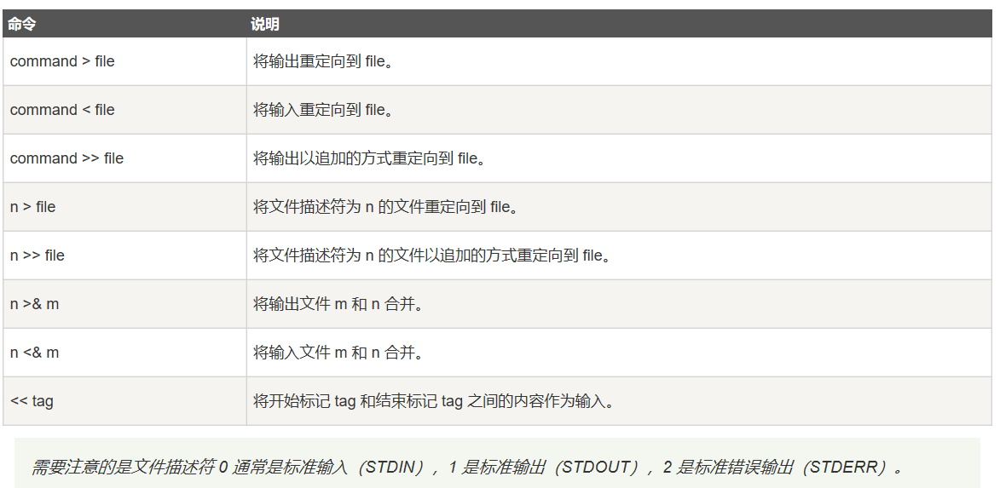 命令 说明
command > file 将输出重定向到 file。
command < file 将输入重定向到 file。
command >> file 将输出以追加的方式重定向到 file。
n > file 将文件描述符为 n 的文件重定向到 file。
n >> file 将文件描述符为 n 的文件以追加的方式重定向到 file。
n >& m 将输出文件 m 和 n 合并。
n <& m 将输入文件 m 和 n 合并。
<< tag 将开始标记 tag 和结束标记 tag 之间的内容作为输入。
需要注意的是文件描述符 0 通常是标准输入（STDIN），1 是标准输出（STDOUT），2 是标准错误输出（STDERR）。